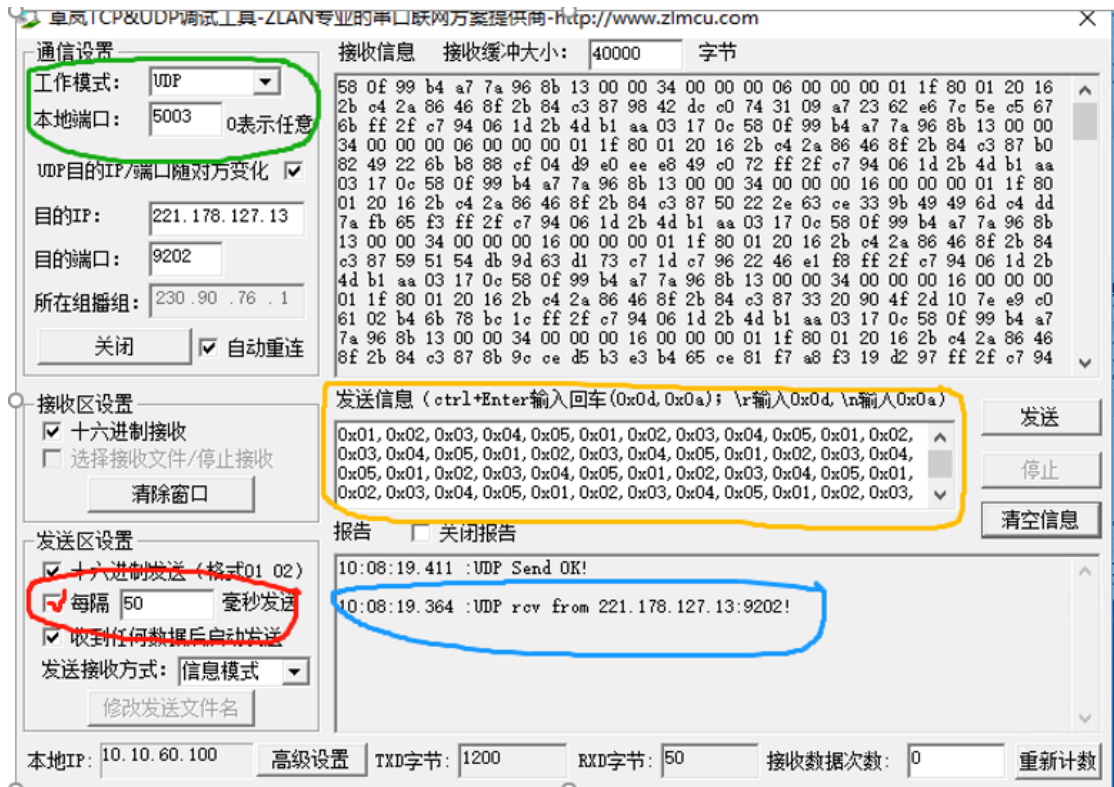 卓岚TCP&UDP调试工具-ZLAN专业的串口联网方案提供商-http://www.zlmcu.com
通信设置
工作模式： UDP
本地端口： 5003 0表示任意
UDP目的IP/端口随对方变化
目的IP： 221.178.127.13
目的端口： 9202
所在组播组： 230 .90 .76 . 1
关闭 自动重连
接收区设置
十六进制接收
选择接收文件/停止接收
清除窗口
发送区设置
十六进制发送（格式01 02）
每隔 50 毫秒发送
收到任何数据后启动发送
发送接收方式： 信息模式
修改发送文件名
接收信息 接收缓冲大小： 40000 字节
58 0f 99 b4 a7 7a 96 8b 13 00 00 34 00 00 00 06 00 00 00 01 1f 80 01 20 16
2b c4 2a 86 46 8f 2b 84 c3 87 98 42 dc c0 74 31 09 a7 23 62 e6 7c 5e c5 67
6b ff 2f c7 94 06 1d 2b 4d b1 aa 03 17 0c 58 0f 99 b4 a7 7a 96 8b 13 00 00
34 00 00 00 06 00 00 00 01 1f 80 01 20 16 2b c4 2a 86 46 8f 2b 84 c3 87 b0
82 49 22 6b b8 88 cf 04 d9 e0 ee e8 49 c0 72 ff 2f c7 94 06 1d 2b 4d b1 aa
03 17 0c 58 0f 99 b4 a7 7a 96 8b 13 00 00 34 00 00 00 16 00 00 00 01 1f 80
01 20 16 2b c4 2a 86 46 8f 2b 84 c3 87 50 22 2e 63 ce 33 9b 49 49 6d c4 dd
7a fb 65 f3 ff 2f c7 94 06 1d 2b 4d b1 aa 03 17 0c 58 0f 99 b4 a7 7a 96 8b
13 00 00 34 00 00 00 16 00 00 00 01 1f 80 01 20 16 2b c4 2a 86 46 8f 2b 84
c3 87 59 51 54 db 9d 63 d1 73 c7 1d c7 96 22 46 e1 f8 ff 2f c7 94 06 1d 2b
4d b1 aa 03 17 0c 58 0f 99 b4 a7 7a 96 8b 13 00 00 34 00 00 00 16 00 00 00
01 1f 80 01 20 16 2b c4 2a 86 46 8f 2b 84 c3 87 33 20 90 4f 2d 10 7e e9 c0
61 02 b4 6b 78 bc 1c ff 2f c7 94 06 1d 2b 4d b1 aa 03 17 0c 58 0f 99 b4 a7
7a 96 8b 13 00 00 34 00 00 00 16 00 00 00 01 1f 80 01 20 16 2b c4 2a 86 46
8f 2b 84 c3 87 8b 9c ce d5 b3 e3 b4 65 ce 81 f7 a8 f3 19 d2 97 ff 2f c7 94
发送信息（ctrl+Enter输入回车(0x0d,0x0a)；\r输入0x0d,\n输入0x0a）
0x01, 0x02, 0x03, 0x04, 0x05, 0x01, 0x02, 0x03, 0x04, 0x05, 0x01, 0x02,
0x03, 0x04, 0x05, 0x01, 0x02, 0x03, 0x04, 0x05, 0x01, 0x02, 0x03, 0x04,
0x05, 0x01, 0x02, 0x03, 0x04, 0x05, 0x01, 0x02, 0x03, 0x04, 0x05, 0x01,
0x02, 0x03, 0x04, 0x05, 0x01, 0x02, 0x03, 0x04, 0x05, 0x01, 0x02, 0x03,
发送
停止
清空信息
报告 关闭报告
10:08:19.411 :UDP Send OK!
10:08:19.364 :UDP rcv from 221.178.127.13:9202!
本地IP: 10.10.60.100 高级设置 TXD字节: 1200 RXD字节: 50 接收数据次数: 0 重新计数